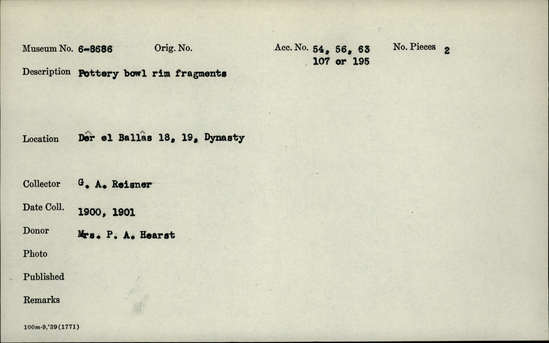 Museum No. 6-8686 Orig. No. Acc. No. 54, 56, 63 No. Pieces 2
107 or 195
Description Pottery bowl rim fragments
Location Dêr el Ballâs 18, 19, Dynasty
Collector G. A. Reisner
Date Coll. 1900, 1901
Donor Mrs. P. A. Hearst
Photo
Published
Remarks
100m-9,'39(1771)